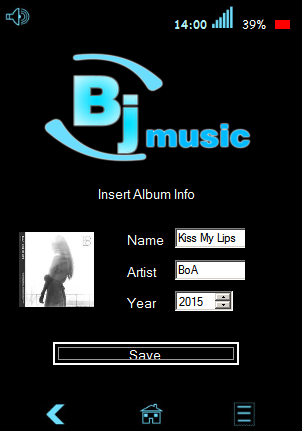 14:00 39%
Bj music
Insert Album Info
Name Kiss My Lips
Artist BoA
Year 2015
Save